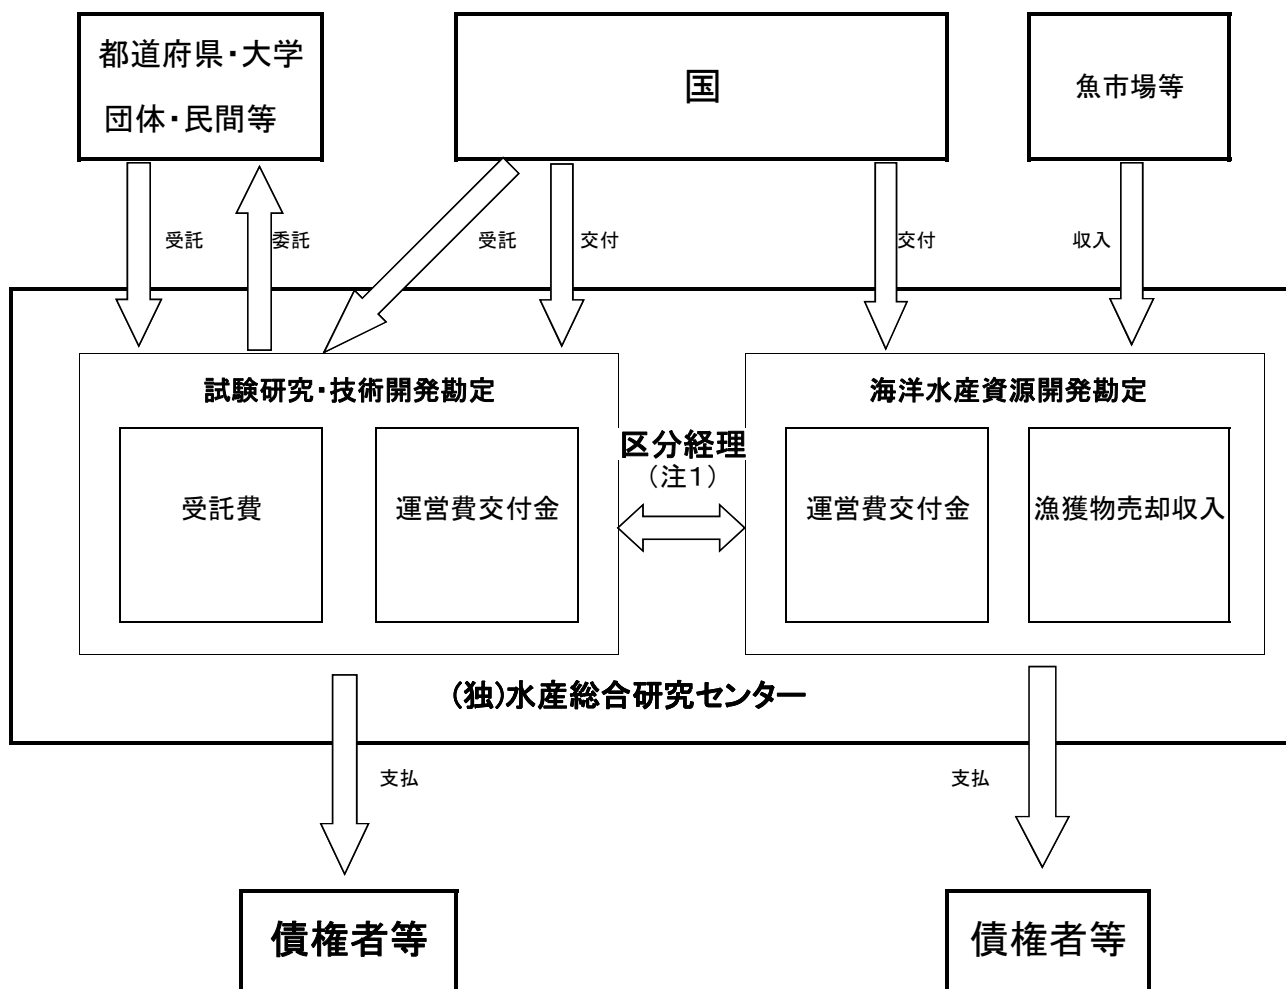 都道府県・大学
団体・民間等
国
魚市場等
受託
委託
受託
交付
交付
収入
試験研究・技術開発勘定
海洋水産資源開発勘定
区分経理
（注１）
受託費
運営費交付金
運営費交付金
漁獲物売却収入
(独)水産総合研究センター
支払
支払
債権者等
債権者等